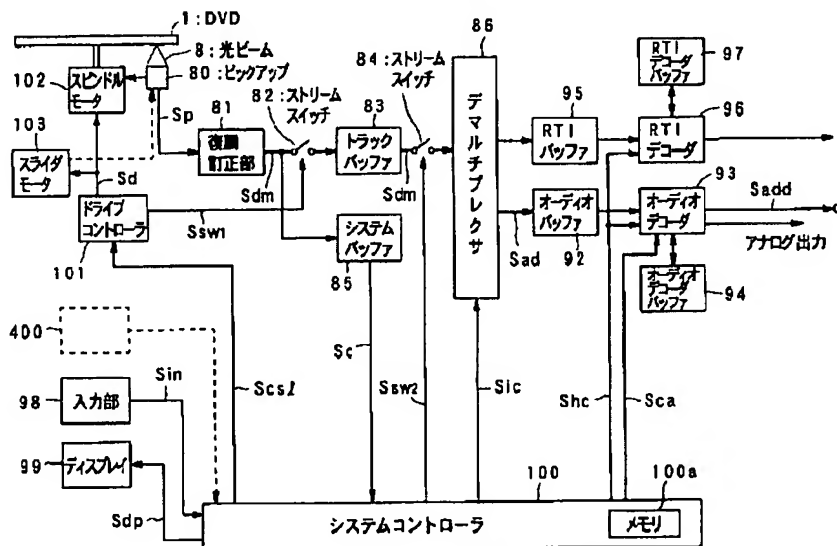 1:DVD
8:光ビーム
80:ピックアップ
102
スピンドル
モータ
Sp
103
スライダ
モータ
Sd
81
復調
訂正部
82:ストリーム
スイッチ
Sdm
83
トラック
バッファ
84:ストリーム
スイッチ
Sdm
86
デマルチプレクサ
95
RTI
バッファ
RTI
デコーダ
バッファ
97
96
RTI
デコーダ
93
オーディオ
デコーダ
Sadd
アナログ出力
オーディオ
バッファ
92
Sad
オーディオ
デコーダ
バッファ
94
ドライブ
コントローラ
101
Ssw1
システム
バッファ
85
400
Sin
98
入力部
99
ディスプレイ
Sdp
Scsl
Sc
Ssw2
Sic
Shc
Sca
100
システムコントローラ
100a
メモリ